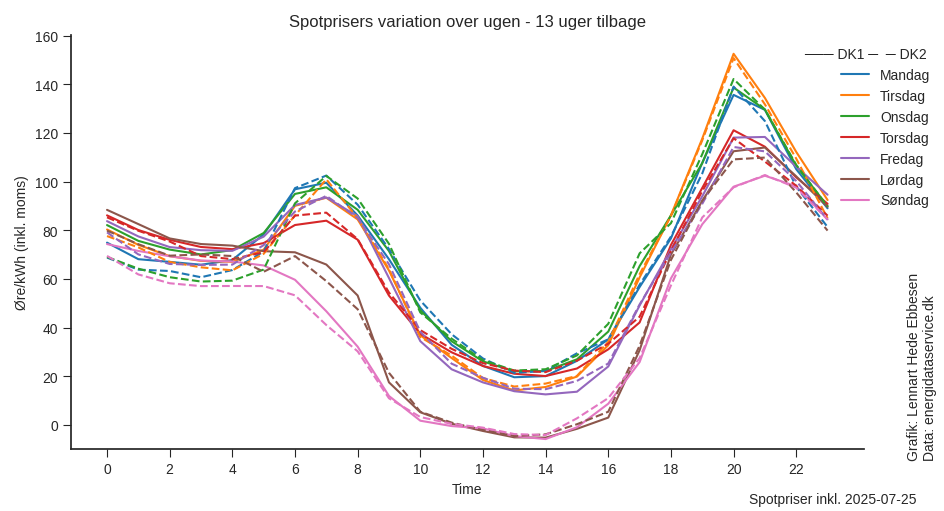 Spotprisers variation over ugen - 13 uger tilbage
Øre/kWh (inkl. moms)
160
140
120
100
80
60
40
20
0
0 2 4 6 8 10 12 14 16 18 20 22
Time
DK1 DK2
Mandag
Tirsdag
Onsdag
Torsdag
Fredag
Lørdag
Søndag
Grafik: Lennart Hede Ebbesen
Data: energidataservice.dk
Spotpriser inkl. 2025-07-25